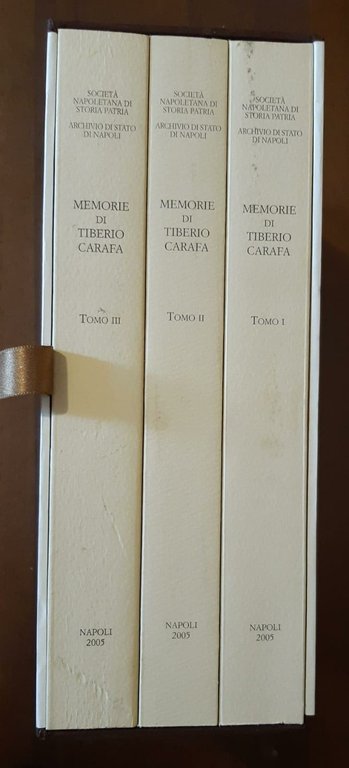 SOCIETÀ
NAPOLETANA DI
STORIA PATRIA
ARCHIVIO DI STATO
DI NAPOLI
MEMORIE
DI
TIBERIO
CARAFA
TOMO III
NAPOLI
2005
SOCIETÀ
NAPOLETANA DI
STORIA PATRIA
ARCHIVIO DI STATO
DI NAPOLI
MEMORIE
DI
TIBERIO
CARAFA
TOMO II
NAPOLI
2005
SOCIETÀ
NAPOLETANA DI
STORIA PATRIA
ARCHIVIO DI STATO
DI NAPOLI
MEMORIE
DI
TIBERIO
CARAFA
TOMO I
NAPOLI
2005